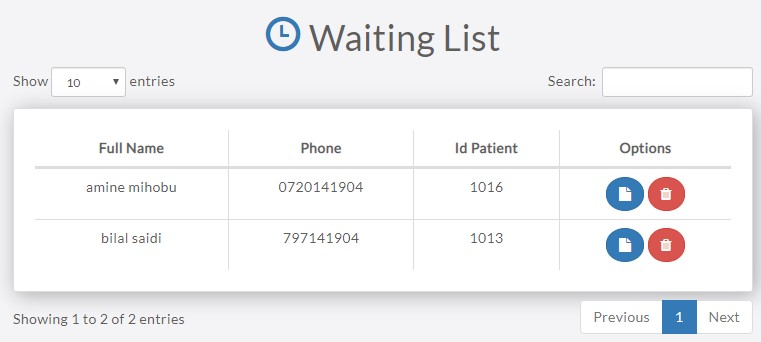 Waiting List
Show 10 entries Search:
Full Name Phone Id Patient Options
amine mihobu 0720141904 1016
bilal saidi 797141904 1013
Showing 1 to 2 of 2 entries Previous 1 Next